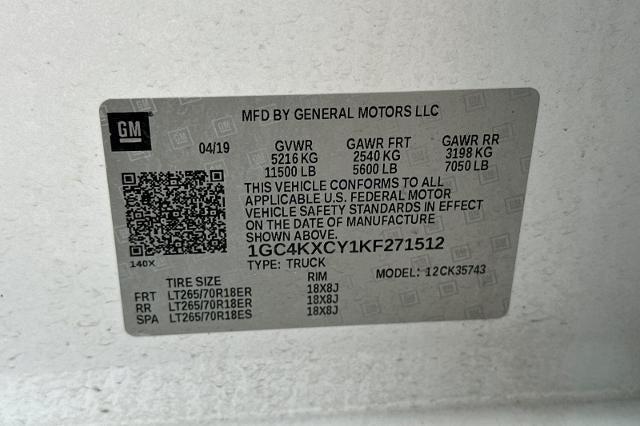 GM
MFD BY GENERAL MOTORS LLC
04/19 GVWR GAWR FRT GAWR RR
5216 KG 2540 KG 3198 KG
11500 LB 5600 LB 7050 LB
THIS VEHICLE CONFORMS TO ALL
APPLICABLE U.S. FEDERAL MOTOR
VEHICLE SAFETY STANDARDS IN EFFECT
ON THE DATE OF MANUFACTURE
SHOWN ABOVE.
1GC4KXCY1KF271512
140X
TYPE: TRUCK MODEL: 12CK35743
TIRE SIZE RIM
FRT LT265/70R18ER 18X8J
RR LT265/70R18ER 18X8J
SPA LT265/70R18ES 18X8J